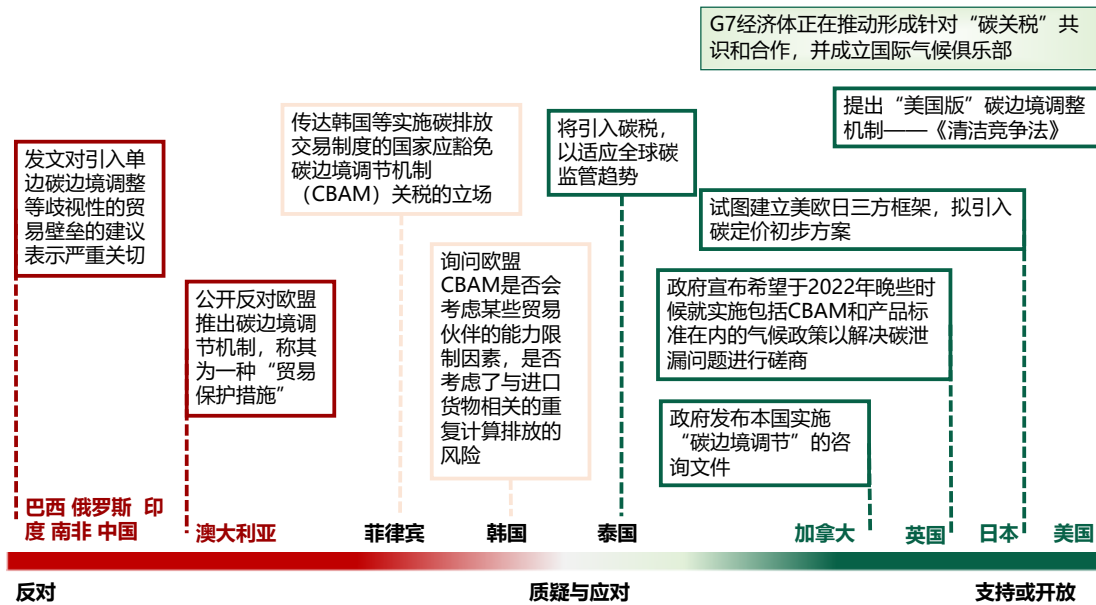 G7经济体正在推动形成针对“碳关税”共
识和合作，并成立国际气候俱乐部
提出“美国版”碳边境调整
机制——《清洁竞争法》
传达韩国等实施碳排放
交易制度的国家应豁免
碳边境调节机制
（CBAM）关税的立场
将引入碳税，
以适应全球碳
监管趋势
发文对引入单
边碳边境调整
等歧视性的贸
易壁垒的建议
表示严重关切
试图建立美欧日三方框架，拟引入
碳定价初步方案
询问欧盟
CBAM是否会
考虑某些贸易
伙伴的能力限
制因素，是否
考虑了与进口
货物相关的重
复计算排放的
风险
政府宣布希望于2022年晚些时
候就实施包括CBAM和产品标
准在内的气候政策以解决碳泄
漏问题进行磋商
公开反对欧盟
推出碳边境调
节机制，称其
为一种“贸易
保护措施”
政府发布本国实施
“碳边境调节”的咨
询文件
巴西 俄罗斯 印
度 南非 中国
澳大利亚
菲律宾
韩国
泰国
加拿大
英国
日本
美国
反对
质疑与应对
支持或开放